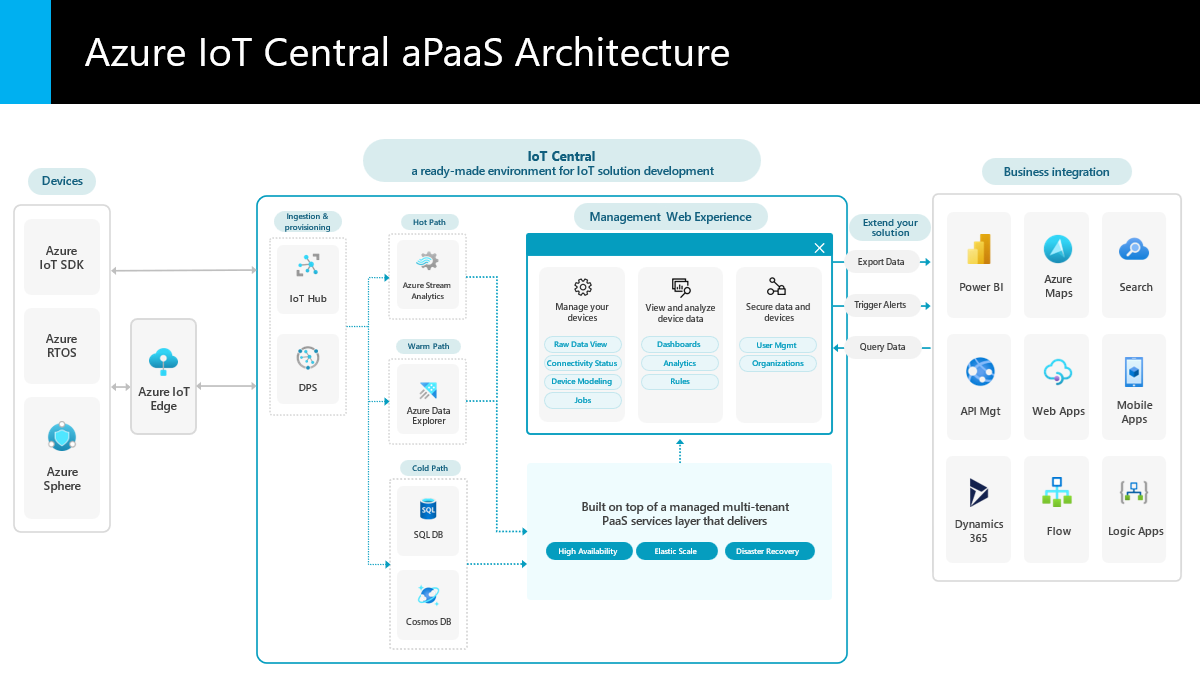 Azure IoT Central aPaaS Architecture
Devices
Azure
IoT SDK
Azure
RTOS
Azure
Sphere
Azure IoT
Edge
IoT Central
a ready-made environment for IoT solution development
Ingestion &
provisioning
IoT Hub
DPS
Hot Path
Azure Stream
Analytics
Warm Path
Azure Data
Explorer
Cold Path
SQL
SQL DB
Cosmos DB
Management Web Experience
Manage your
devices
Raw Data View
Connectivity Status
Device Modeling
Jobs
View and analyze
device data
Dashboards
Analytics
Rules
Secure data and
devices
User Mgmt
Organizations
Built on top of a managed multi-tenant
PaaS services layer that delivers
High Availability
Elastic Scale
Disaster Recovery
Extend your
solution
Export Data
Trigger Alerts
Query Data
Business integration
Power BI
Azure
Maps
Search
API Mgt
Web Apps
Mobile
Apps
Dynamics
365
Flow
Logic Apps